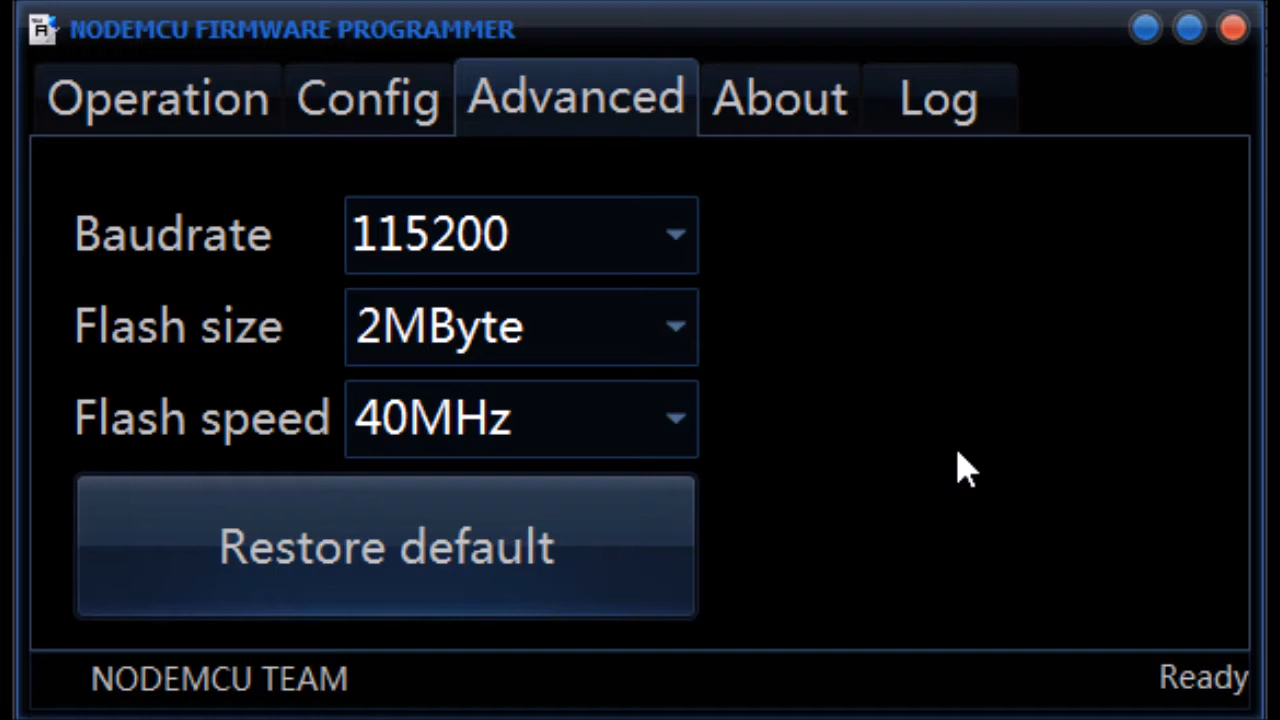 NODEMCU FIRMWARE PROGRAMMER
Operation Config Advanced About Log
Baudrate 115200
Flash size 2MByte
Flash speed 40MHz
Restore default
NODEMCU TEAM Ready